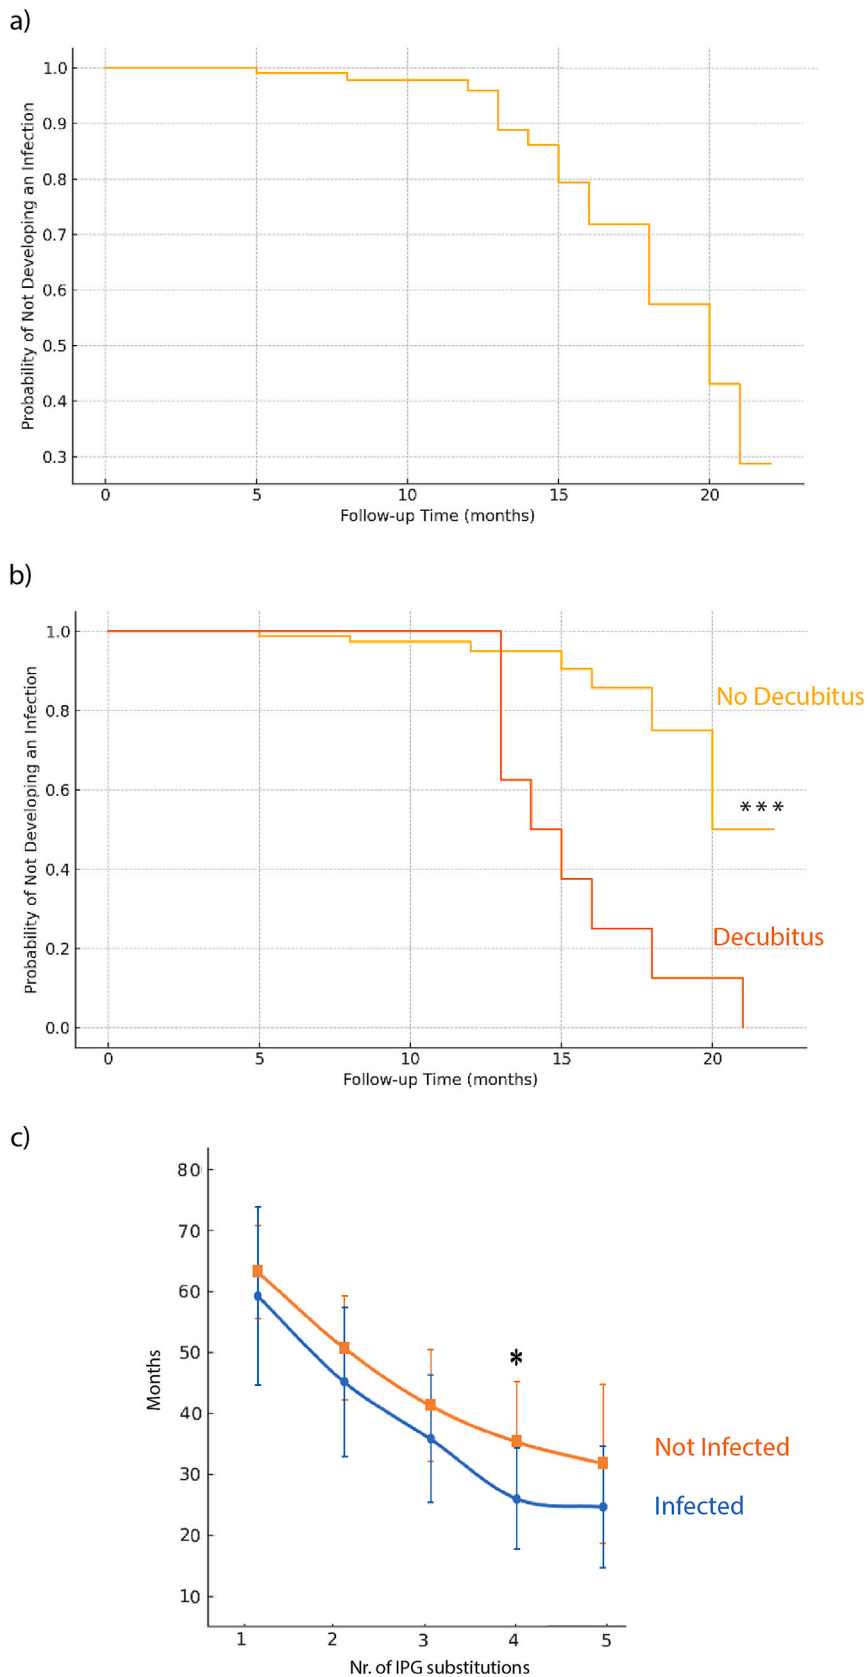 a)
Probability of Not Developing an Infection
1.0
0.9
0.8
0.7
0.6
0.5
0.4
0.3
0 5 10 15 20
Follow-up Time (months)
b)
Probability of Not Developing an Infection
1.0
0.8
0.6
0.4
0.2
0.0
No Decubitus
***
Decubitus
0 5 10 15 20
Follow-up Time (months)
c)
Months
80
70
60
50
40
30
20
10
*
Not Infected
Infected
1 2 3 4 5
Nr. of IPG substitutions